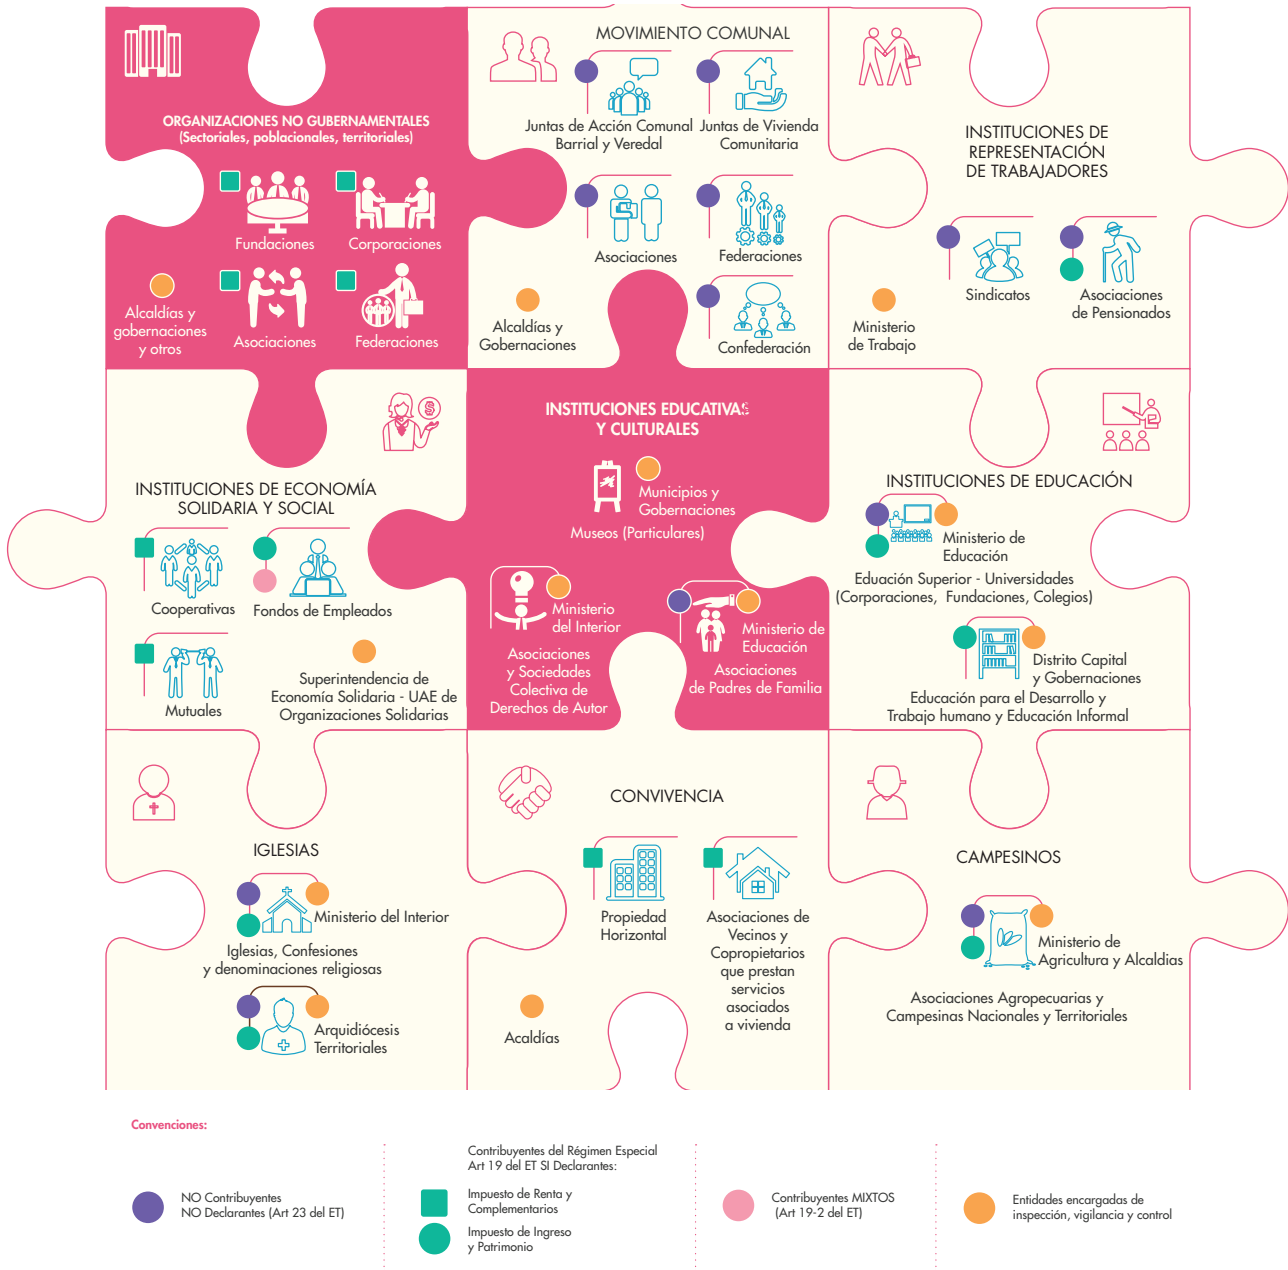 ORGANIZACIONES NO GUBERNAMENTALES
(Sectoriales, poblacionales, territoriales)
Fundaciones
Corporaciones
Alcaldías y
gobernaciones
y otros
Asociaciones
Federaciones
MOVIMIENTO COMUNAL
Juntas de Acción Comunal
Barrial y Veredal
Juntas de Vivienda
Comunitaria
Asociaciones
Federaciones
Alcaldías y
Gobernaciones
Confederación
INSTITUCIONES DE
REPRESENTACIÓN
DE TRABAJADORES
Sindicatos
Asociaciones
de Pensionados
Ministerio
de Trabajo
INSTITUCIONES DE ECONOMÍA
SOLIDARIA Y SOCIAL
Cooperativas
Fondos de Empleados
Mutuales
Superintendencia de
Economía Solidaria - UAE de
Organizaciones Solidarias
INSTITUCIONES EDUCATIVAS
Y CULTURALES
Municipios y
Gobernaciones
Museos (Particulares)
Ministerio
del Interior
Asociaciones
y Sociedades
Colectiva de
Derechos de Autor
Ministerio de
Educación
Asociaciones
de Padres de Familia
INSTITUCIONES DE EDUCACIÓN
Ministerio de
Educación
Eduación Superior - Universidades
(Corporaciones, Fundaciones, Colegios)
Distrito Capital
y Gobernaciones
Educación para el Desarrollo y
Trabajo humano y Educación Informal
IGLESIAS
Ministerio del Interior
Iglesias, Confesiones
y denominaciones religiosas
Arquidiócesis
Territoriales
CONVIVENCIA
Propiedad
Horizontal
Asociaciones de
Vecinos y
Copropietarios
que prestan
servicios
asociados
a vivienda
Acaldías
CAMPESINOS
Ministerio de
Agricultura y Alcaldias
Asociaciones Agropecuarias y
Campesinas Nacionales y Territoriales
Convenciones:
NO Contribuyentes
NO Declarantes (Art 23 del ET)
Contribuyentes del Régimen Especial
Art 19 del ET SI Declarantes:
Impuesto de Renta y
Complementarios
Impuesto de Ingreso
y Patrimonio
Contribuyentes MIXTOS
(Art 19-2 del ET)
Entidades encargadas de
inspección, vigilancia y control